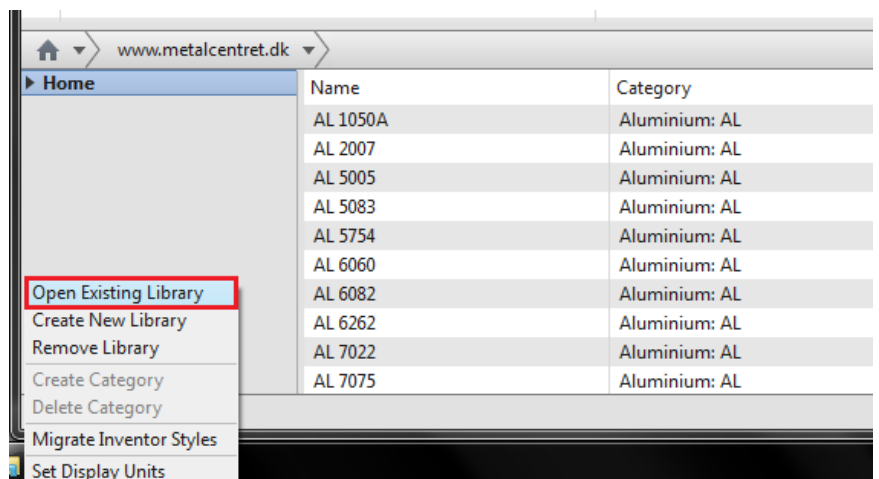 www.metalcentret.dk
Home
Name Category
AL 1050A Aluminium: AL
AL 2007 Aluminium: AL
AL 5005 Aluminium: AL
AL 5083 Aluminium: AL
AL 5754 Aluminium: AL
AL 6060 Aluminium: AL
AL 6082 Aluminium: AL
AL 6262 Aluminium: AL
AL 7022 Aluminium: AL
AL 7075 Aluminium: AL
Open Existing Library
Create New Library
Remove Library
Create Category
Delete Category
Migrate Inventor Styles
Set Display Units